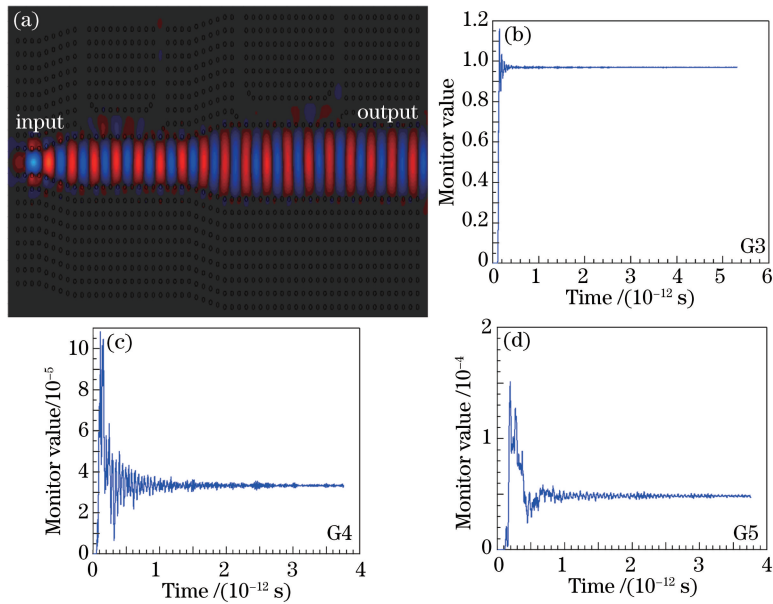 (a)
input
output
(b)
Monitor value
1.2
1.0
0.8
0.6
0.4
0.2
0 1 2 3 4 5 6
Time /(10⁻¹² s)
G3
(c)
Monitor value/10⁻⁵
10
8
6
4
2
0
0 1 2 3 4
Time /(10⁻¹² s)
G4
(d)
Monitor value /10⁻⁴
2
1
0
0 1 2 3 4
Time /(10⁻¹² s)
G5